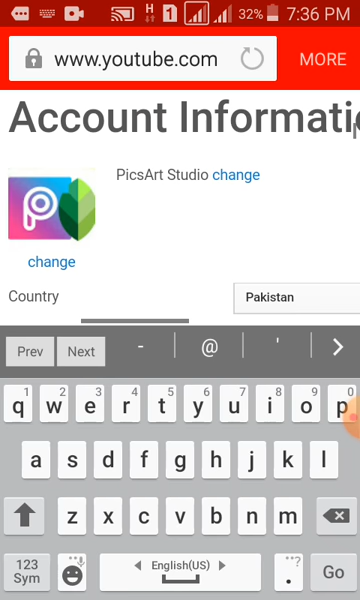 H 1 32% 7:36 PM
www.youtube.com MORE
Account Informati
PicsArt Studio change
change
Country Pakistan
Prev Next - @ '
1 2 3 4 5 6 7 8 9 0
q w e r t y u i o p
a s d f g h j k l
z x c v b n m
123 Sym English(US) . Go